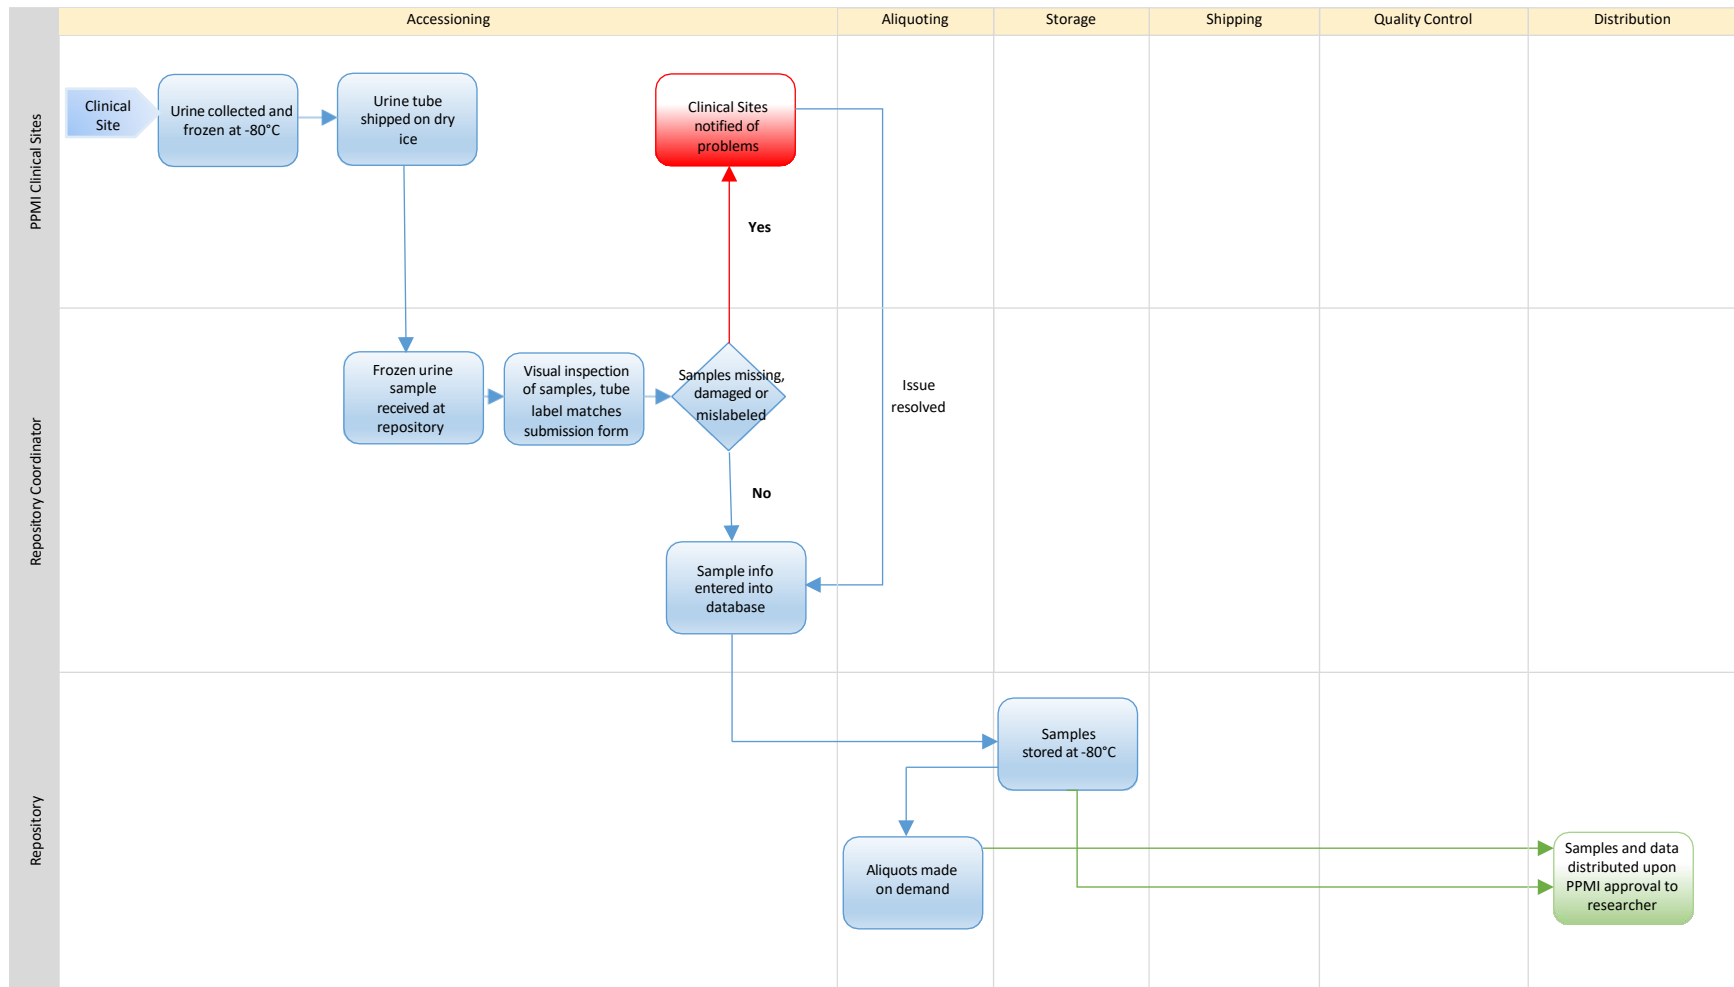 Accessioning
Aliquoting
Storage
Shipping
Quality Control
Distribution
PPMI Clinical Sites
Clinical
Site
Urine collected and
frozen at -80°C
Urine tube
shipped on dry
ice
Clinical Sites
notified of
problems
Yes
Repository Coordinator
Frozen urine
sample
received at
repository
Visual inspection
of samples, tube
label matches
submission form
Samples missing,
damaged or
mislabeled
Issue
resolved
No
Sample info
entered into
database
Repository
Samples
stored at -80°C
Aliquots made
on demand
Samples and data
distributed upon
PPMI approval to
researcher